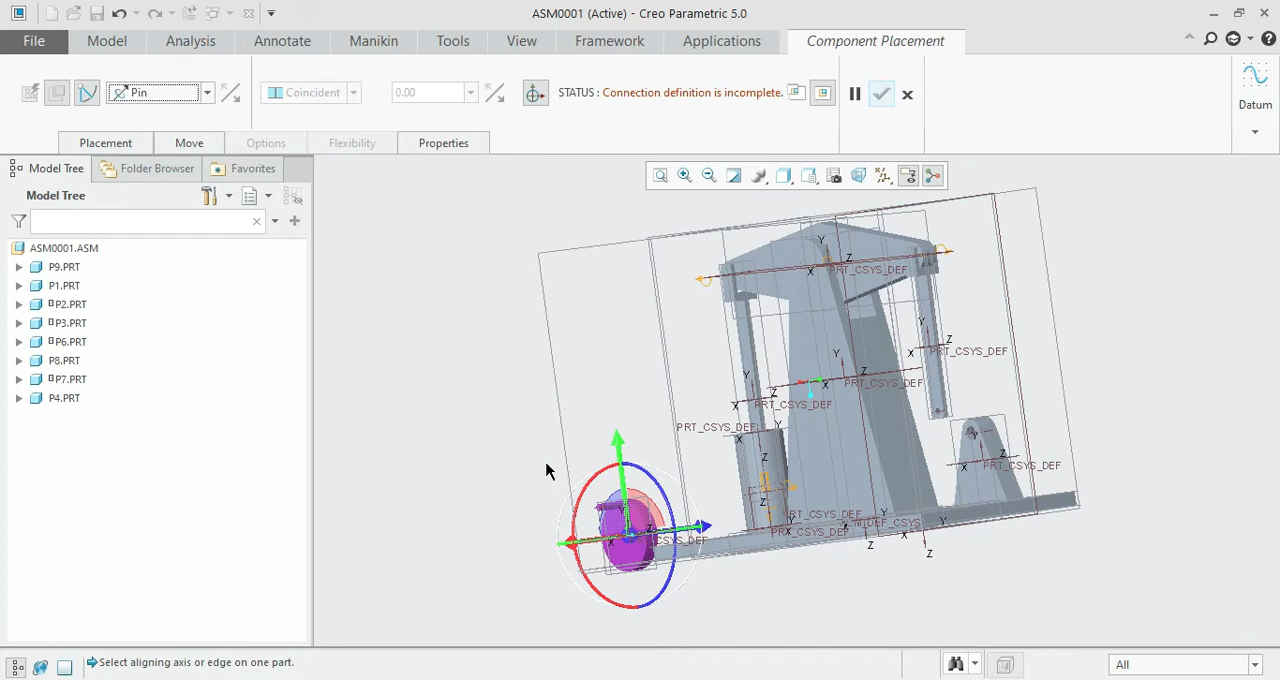 ASM0001 (Active) - Creo Parametric 5.0
File Model Analysis Annotate Manikin Tools View Framework Applications Component Placement
Pin Coincident 0.00 STATUS : Connection definition is incomplete.
Datum
Placement Move Options Flexibility Properties
Model Tree Folder Browser Favorites
Model Tree
ASM0001.ASM
P9.PRT
P1.PRT
P2.PRT
P3.PRT
P6.PRT
P8.PRT
P7.PRT
P4.PRT
Y
Z
X PRT_CSYS_DEF
Y
Z
X PRT_CSYS_DEF
Y
Z
X PRT_CSYS_DEF
Y
Z
X PRT_CSYS_DEF
PRT_CSYS_DEF Y
X
Z
Y
Z
X PRT_CSYS_DEF
Z
PRT_CSYS_DEF Y
Y X Y
PRT_CSYS_DEF X X
Z Z
Z
X CSYS_DEF
Select aligning axis or edge on one part.
All